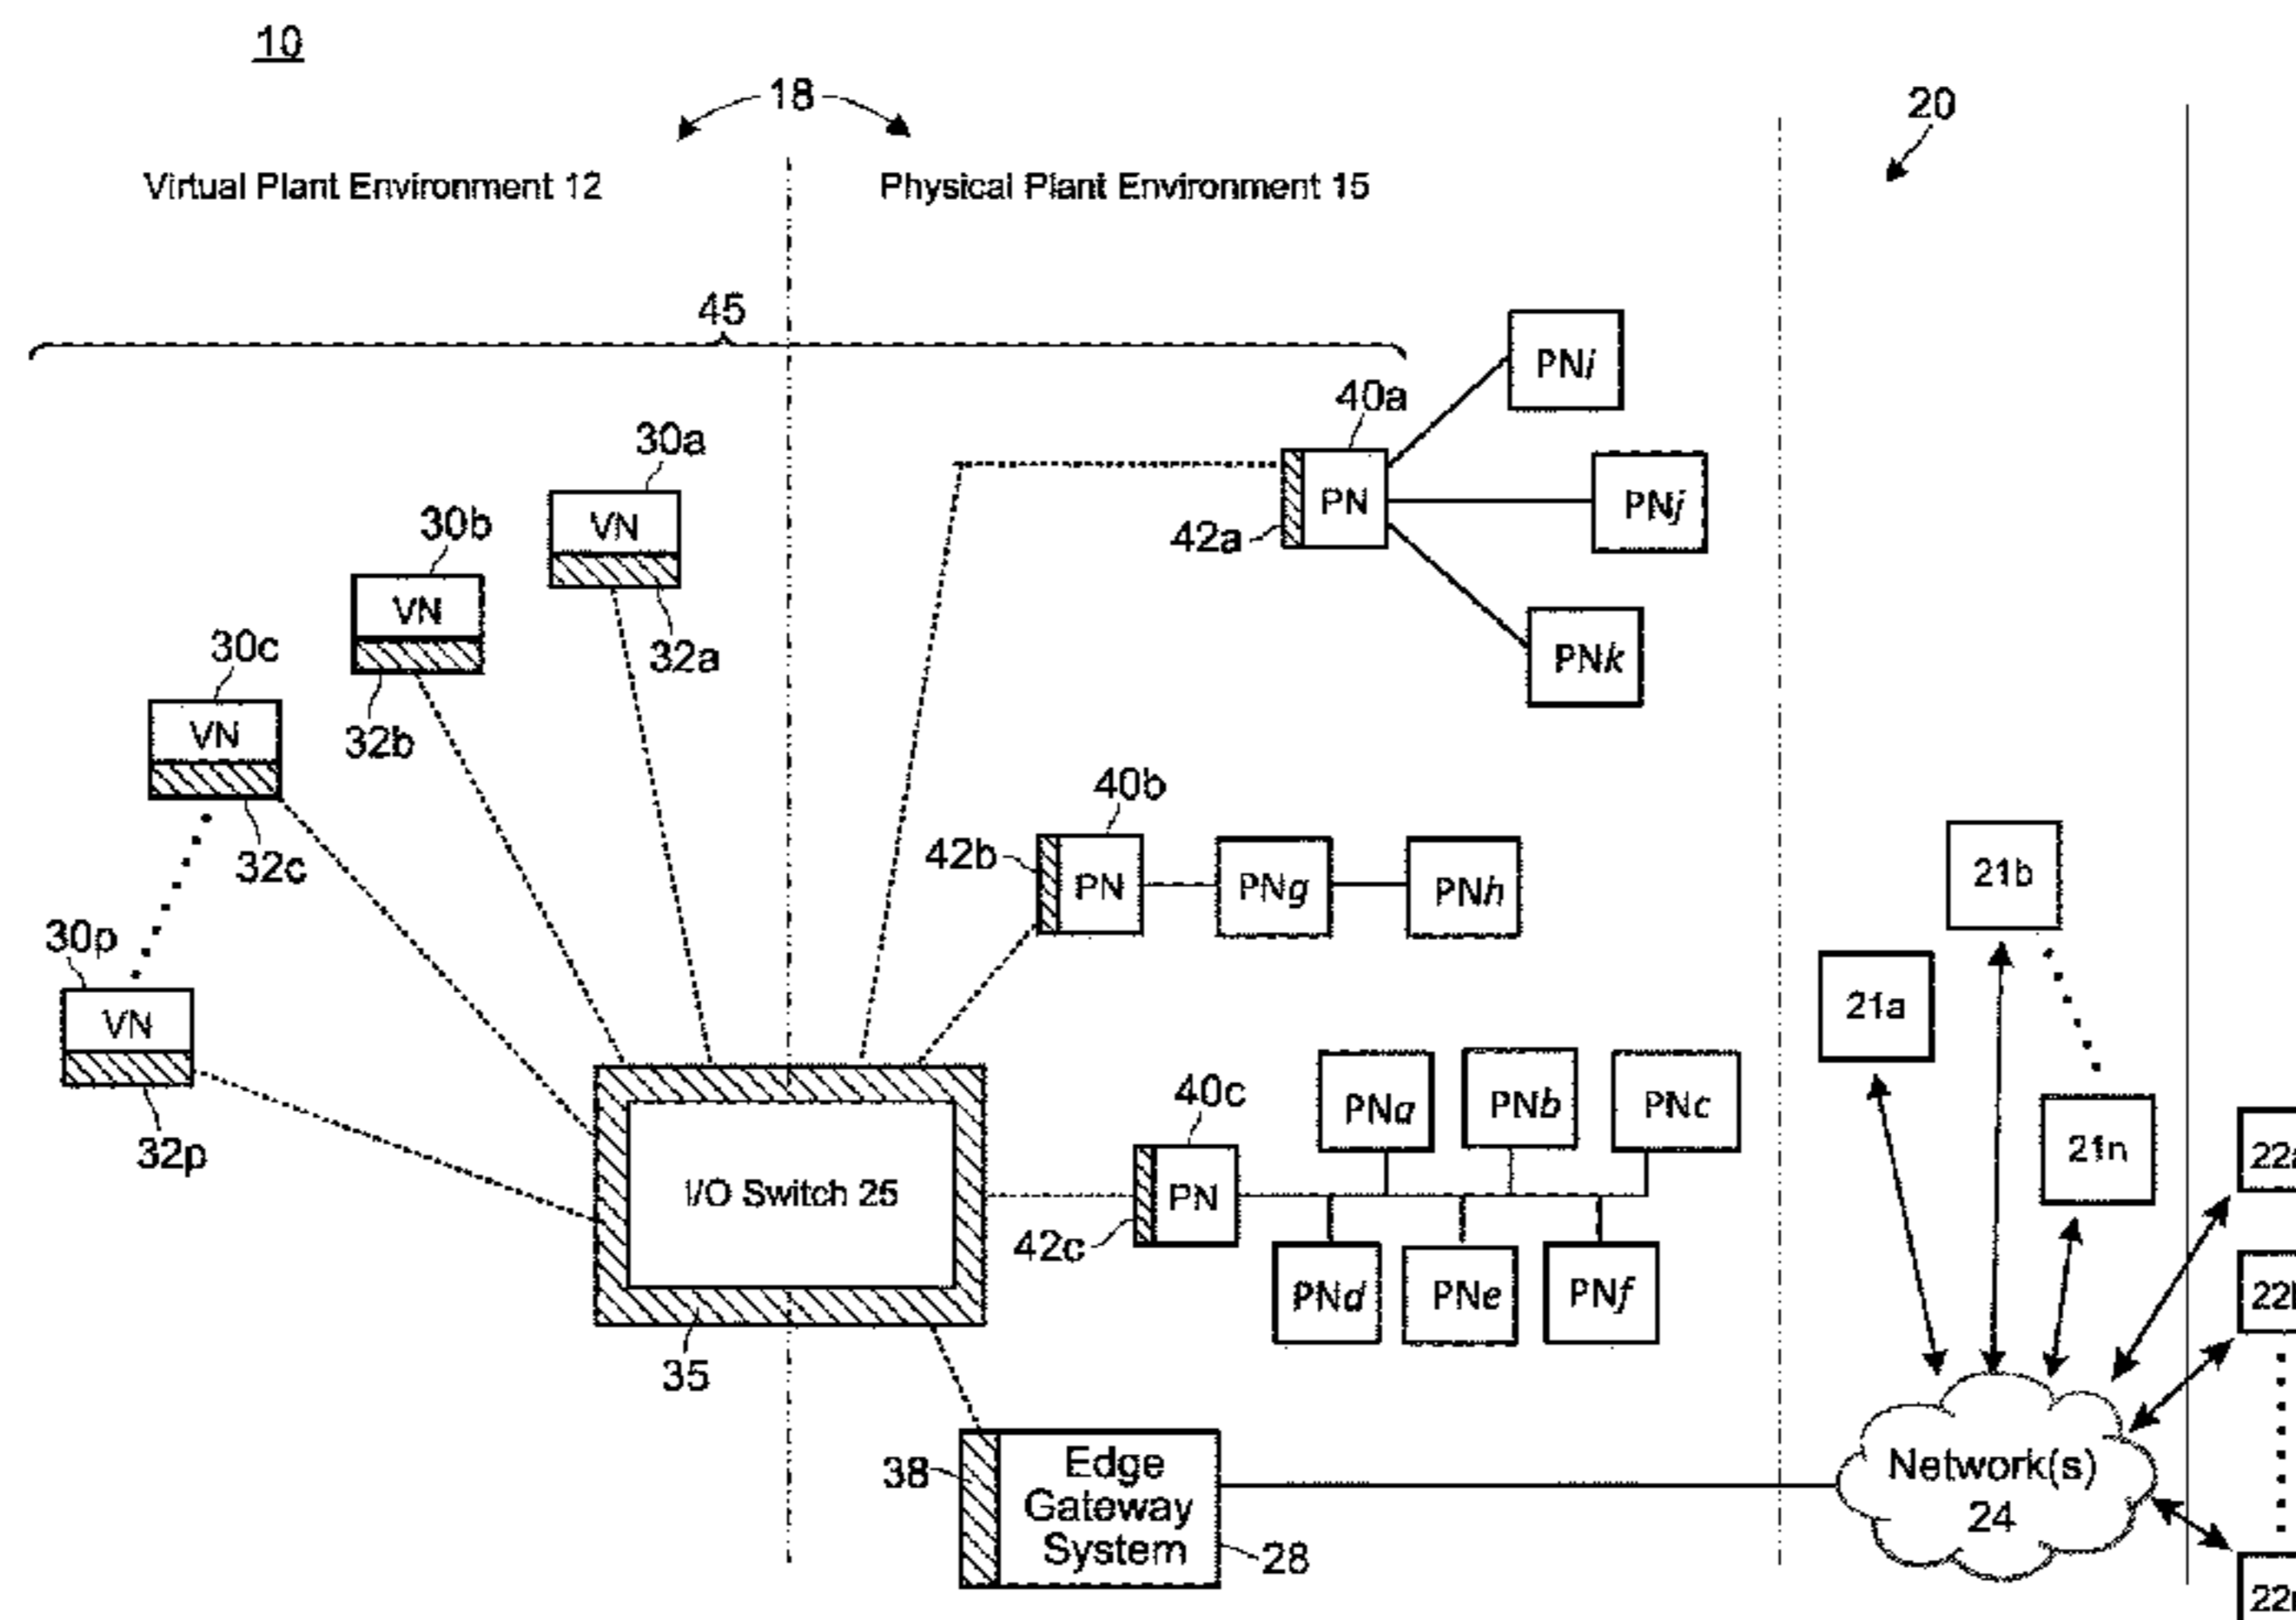 10
18
20
Virtual Plant Environment 12
Physical Plant Environment 15
45
PNi
40a
30a
PN
PNj
42a
30b
VN
VN
32a
PNk
30c
32b
VN
40b
32c
42b
PN
PNg
PNh
21b
30p
21a
VN
40c
PNa
PNb
PNc
32p
21n
I/O Switch 25
PN
42c
PNd
PNe
PNf
35
38
Edge
Gateway
System
28
Network(s)
24
22
22
22